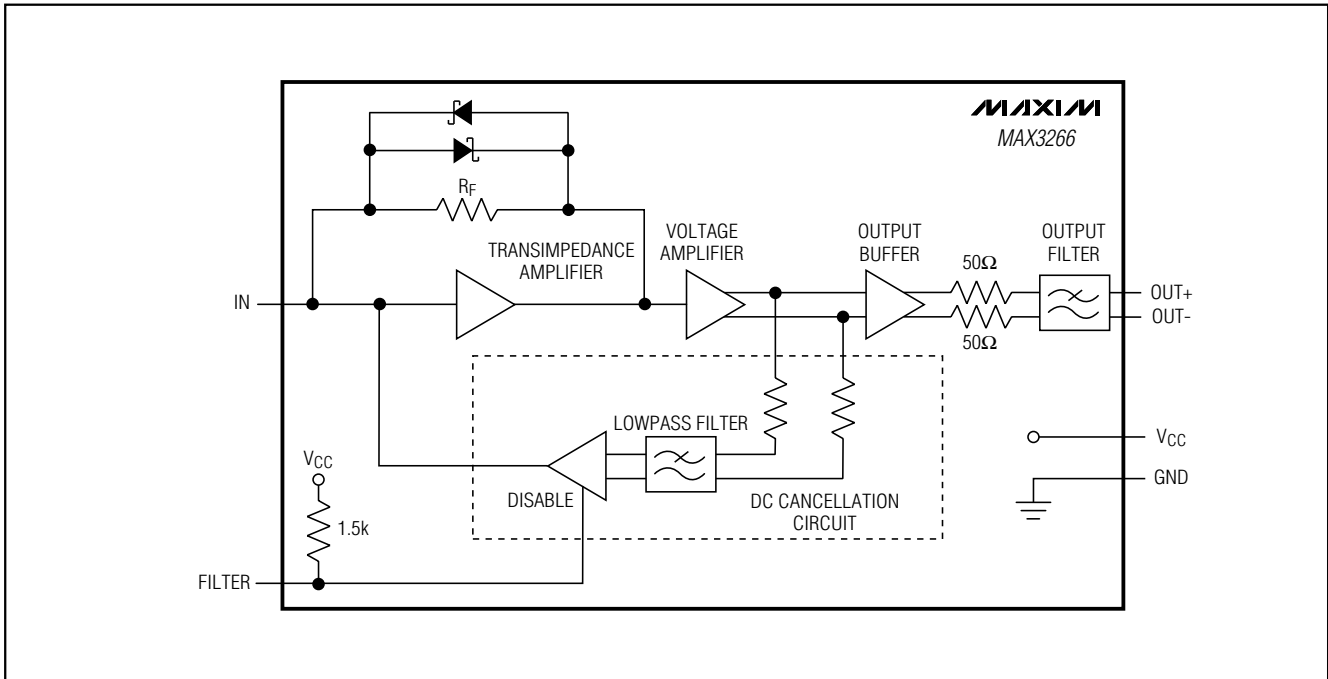 MAXIM
MAX3266
RF
TRANSIMPEDANCE
AMPLIFIER
VOLTAGE
AMPLIFIER
OUTPUT
BUFFER
50Ω
OUTPUT
FILTER
IN
OUT+
OUT-
50Ω
LOWPASS FILTER
VCC
VCC
DISABLE
DC CANCELLATION
CIRCUIT
GND
1.5k
FILTER